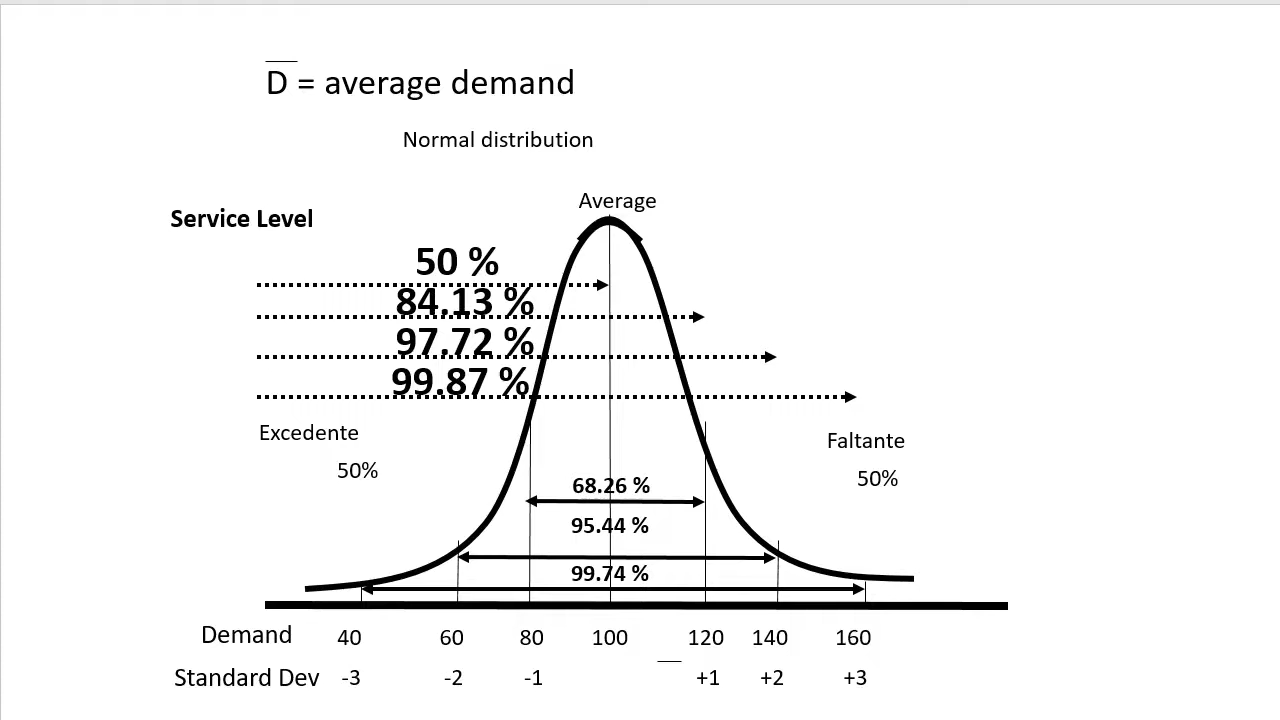 D = average demand
Normal distribution
Average
Service Level
50 %
84.13 %
97.72 %
99.87 %
Excedente
50%
Faltante
50%
68.26 %
95.44 %
99.74 %
Demand 40 60 80 100 120 140 160
Standard Dev -3 -2 -1 +1 +2 +3